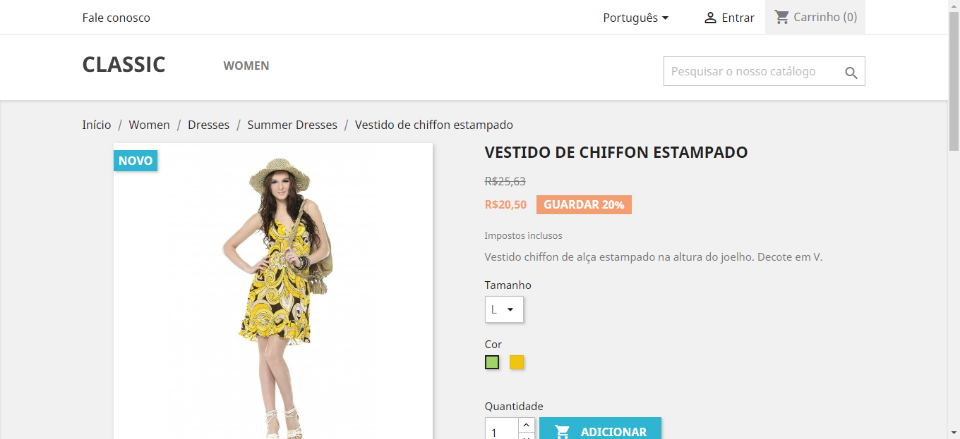 Fale conosco
Português
Entrar
Carrinho (0)
CLASSIC
WOMEN
Pesquisar o nosso catálogo
Início / Women / Dresses / Summer Dresses / Vestido de chiffon estampado
NOVO
VESTIDO DE CHIFFON ESTAMPADO
R$25,63
R$20,50 GUARDAR 20%
Impostos inclusos
Vestido chiffon de alça estampado na altura do joelho. Decote em V.
Tamanho
L
Cor
Quantidade
1
ADICIONAR